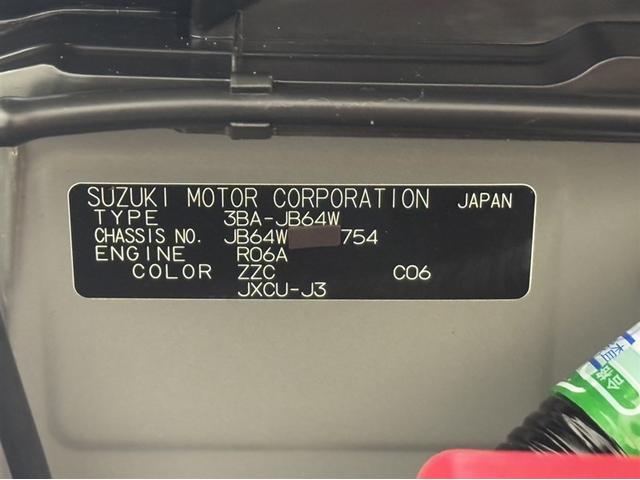 SUZUKI MOTOR CORPORATION JAPAN
TYPE 3BA-JB64W
CHASSIS NO. JB64W 754
ENGINE R06A
COLOR ZZC C06
JXCU-J3